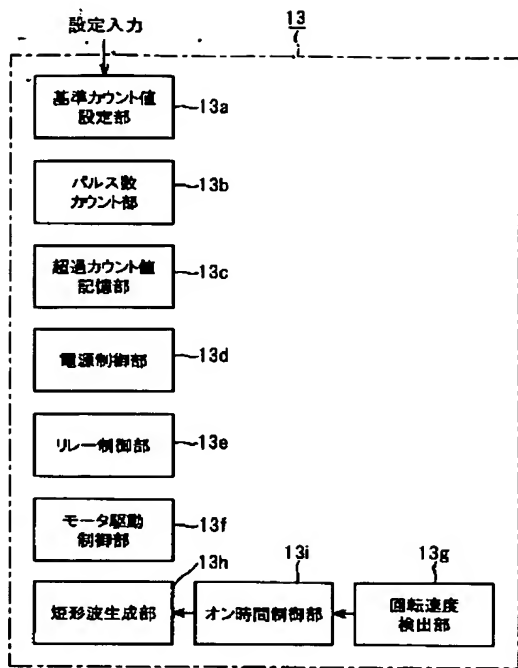 設定入力
13
基準カウント値
設定部
13a
パルス数
カウント部
13b
超過カウント値
記憶部
13c
電源制御部
13d
リレー制御部
13e
モータ駆動
制御部
13f
13h
短形波生成部
13i
オン時間制御部
13g
回転速度
検出部